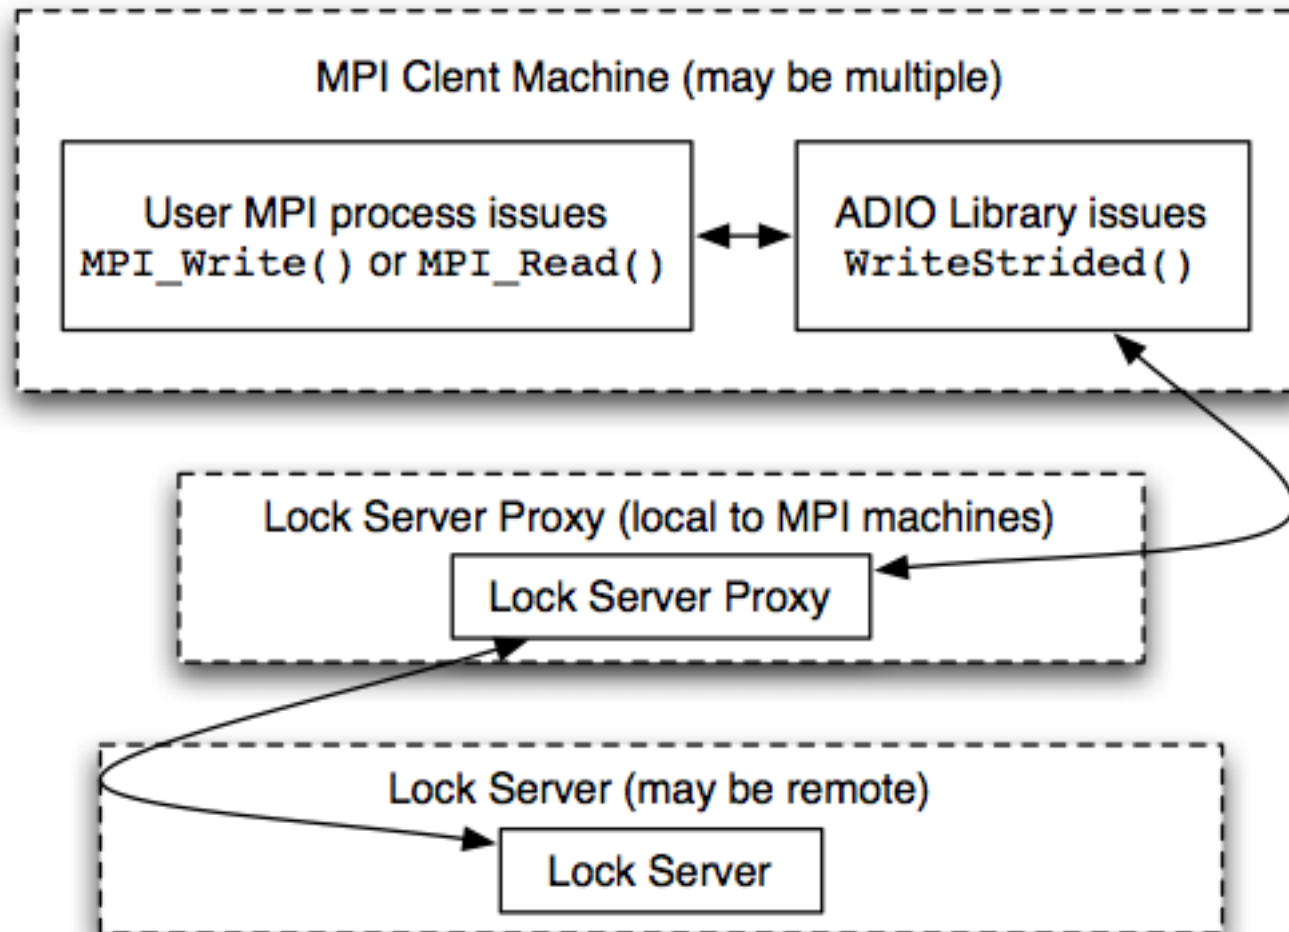 MPI Clent Machine (may be multiple)
User MPI process issues
MPI_Write() or MPI_Read()
ADIO Library issues
WriteStrided()
Lock Server Proxy (local to MPI machines)
Lock Server Proxy
Lock Server (may be remote)
Lock Server